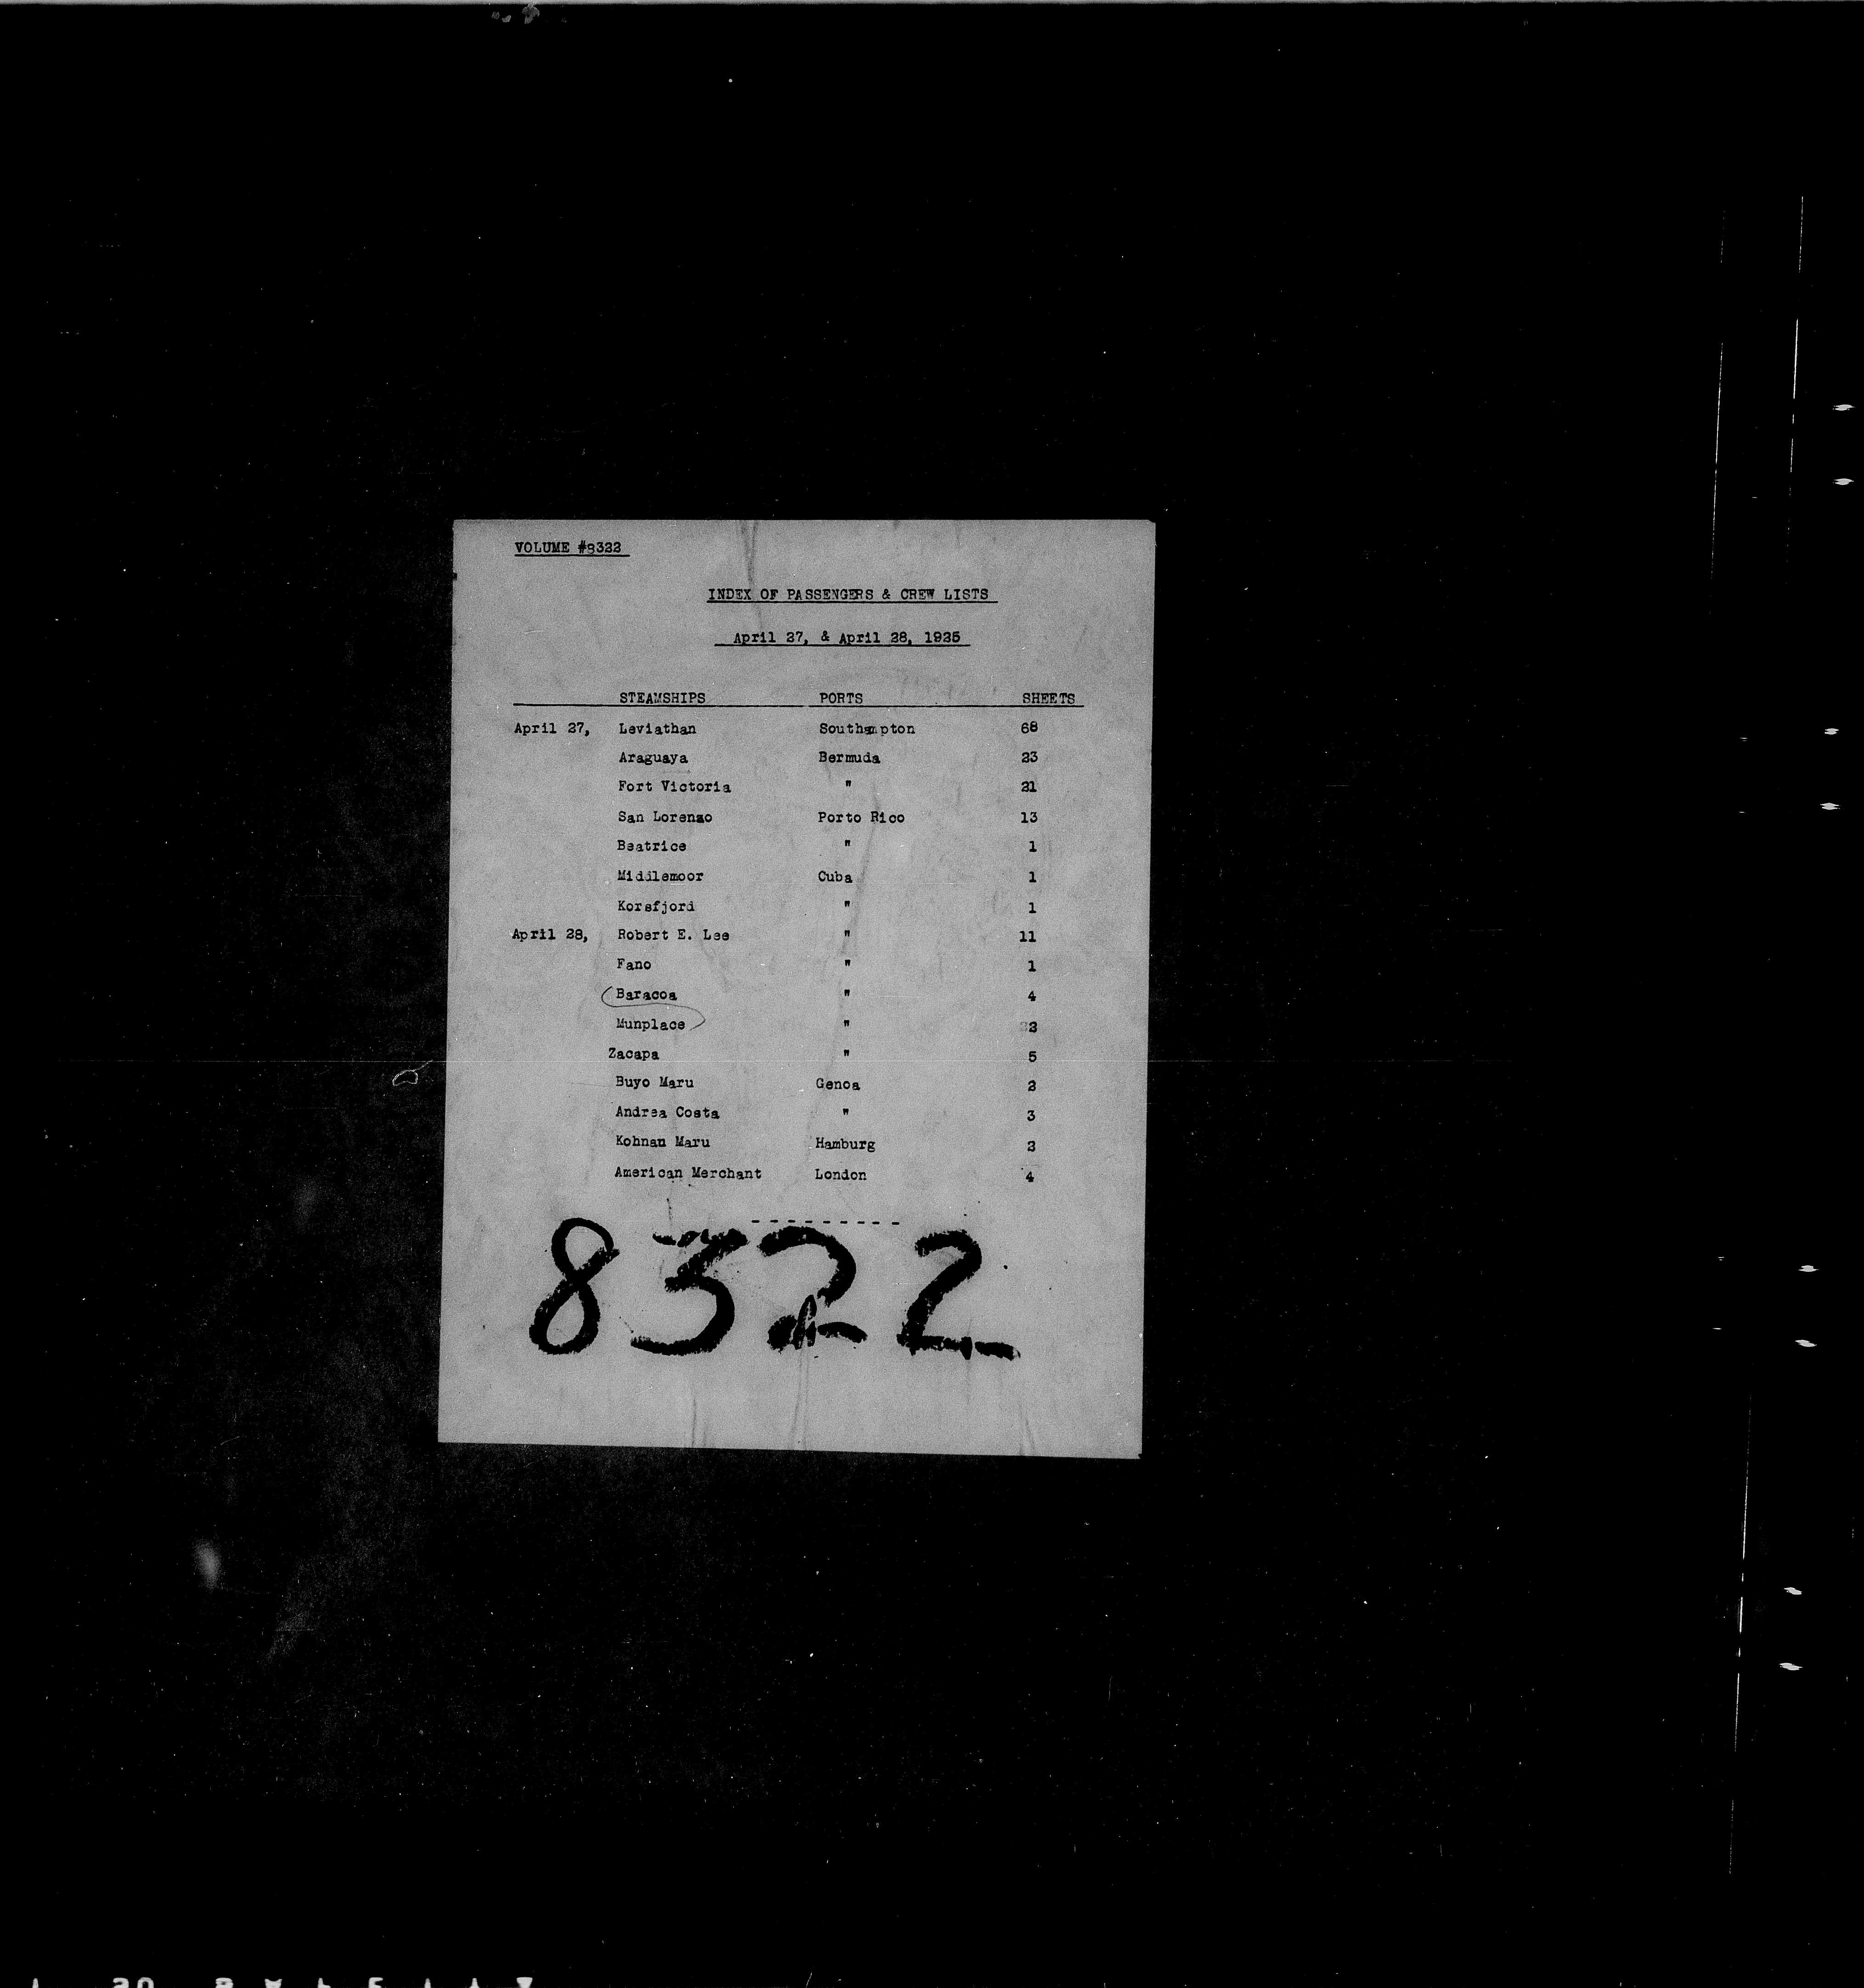 VOLUME #8322
INDEX OF PASSENGERS & CREW LISTS
April 27, & April 28, 1925
STEAMSHIPS PORTS SHEETS
April 27, Leviathan Southampton 68
Araguaya Bermuda 23
Fort Victoria " 21
San Lorenzo Porto Rico 13
Beatrice " 1
Middlemoor Cuba 1
Korsfjord " 1
April 28, Robert E. Lee " 11
Fano " 1
Baracoa " 4
Munplace " 2
Zacapa " 5
Buyo Maru Genoa 2
Andrea Costa " 3
Kohnan Maru Hamburg 2
American Merchant London 4
---------
8322